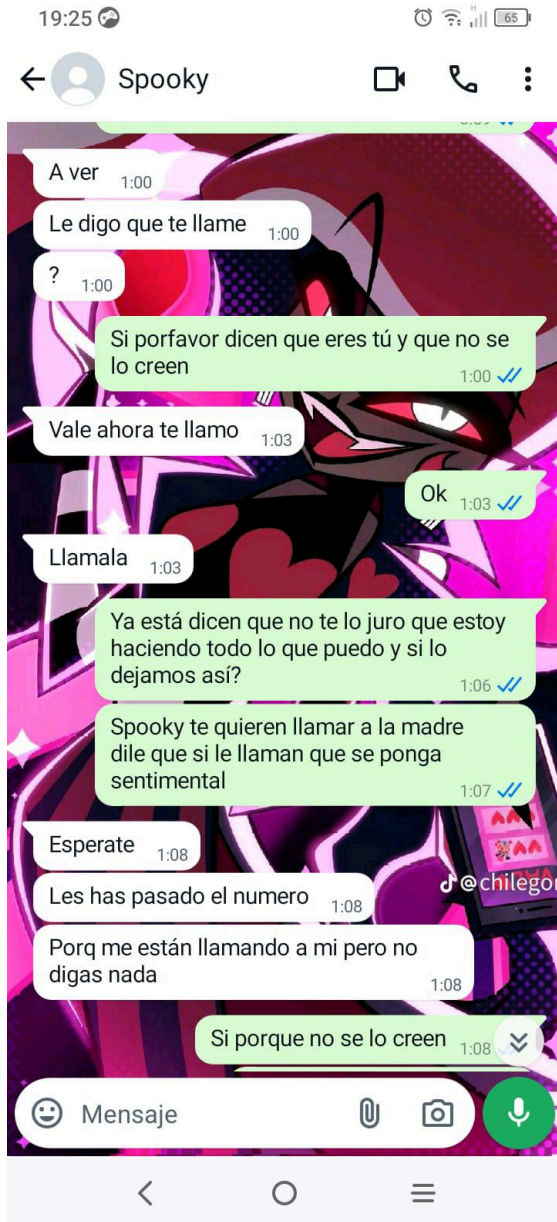 19:25
65
Spooky
A ver
1:00
Le digo que te llame
1:00
?
1:00
Si porfavor dicen que eres tú y que no se
lo creen
1:00
Vale ahora te llamo
1:03
Ok
1:03
Llamala
1:03
Ya está dicen que no te lo juro que estoy
haciendo todo lo que puedo y si lo
dejamos así?
1:06
Spooky te quieren llamar a la madre
dile que si le llaman que se ponga
sentimental
1:07
Esperate
1:08
Les has pasado el numero
1:08
@chilegon
Porq me están llamando a mi pero no
digas nada
1:08
Si porque no se lo creen
1:08
Mensaje